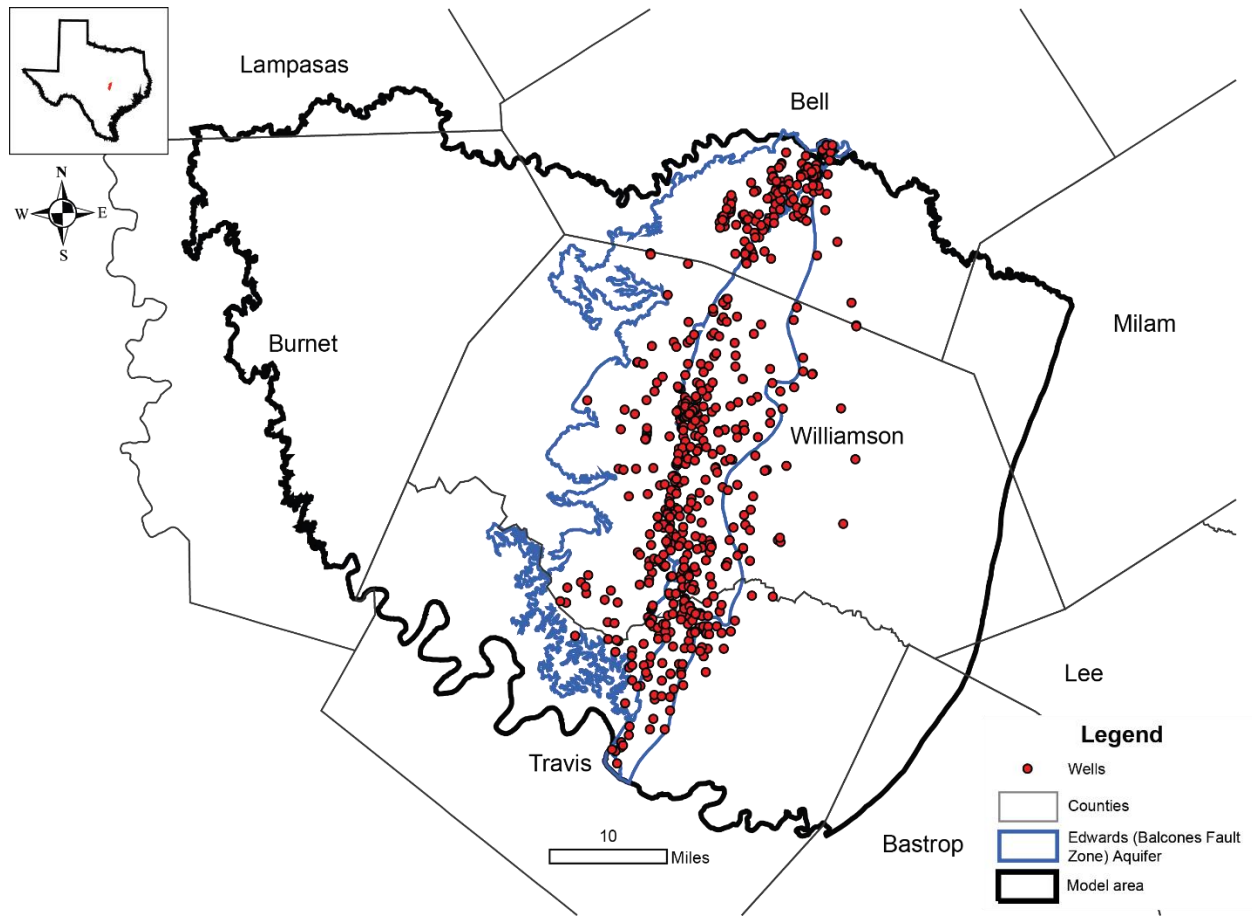 Lampasas
Bell
N
W E
S
Milam
Burnet
Williamson
Lee
Legend
Wells
Travis
Counties
10
Edwards (Balcones Fault
Zone) Aquifer
Miles
Bastrop
Model area